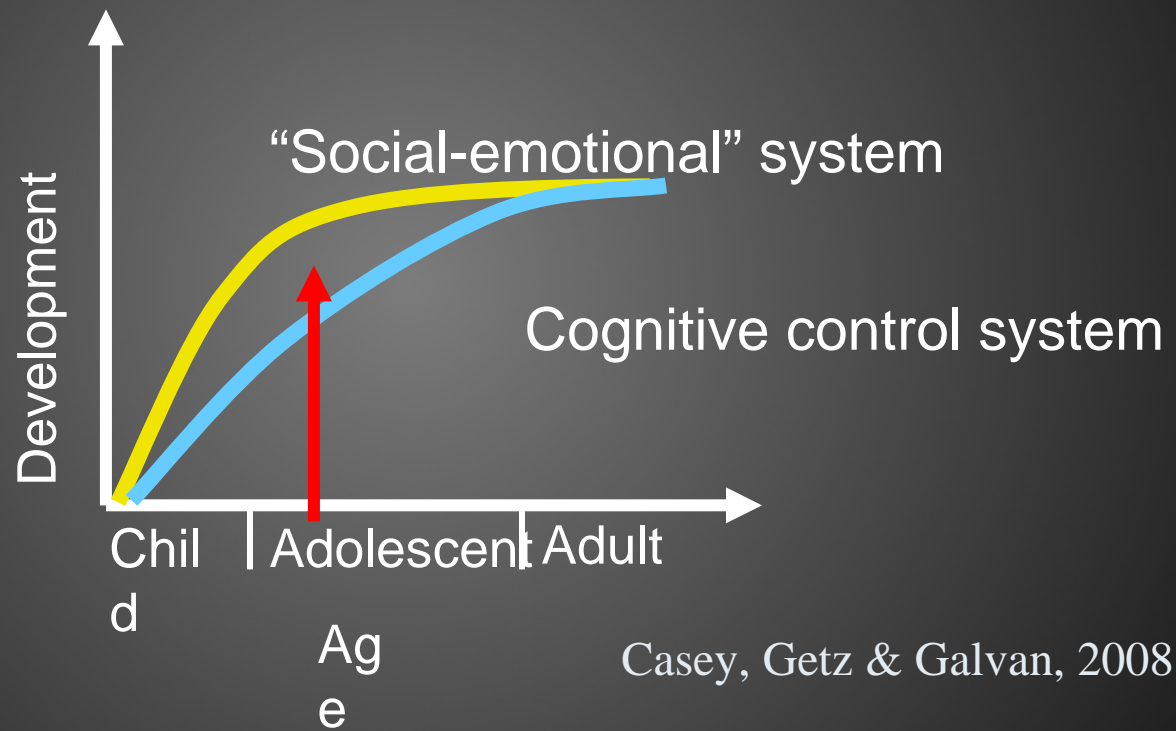 “Social-emotional” system
Development
Cognitive control system
Chil
d
Adolescent
Adult
Ag
e
Casey, Getz & Galvan, 2008